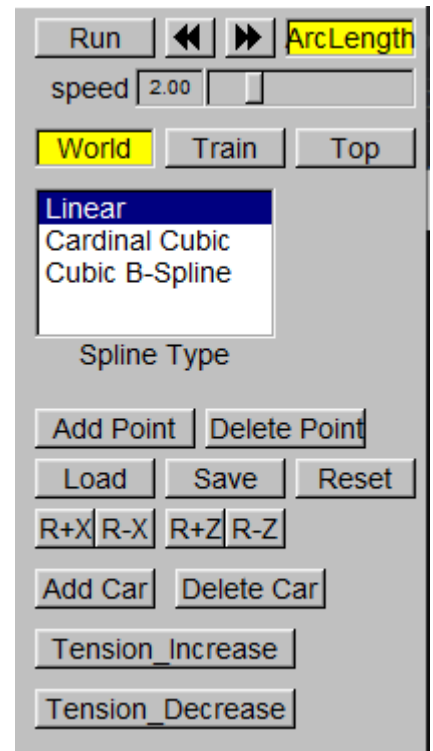 Run ArcLength
speed 2.00
World Train Top
Linear
Cardinal Cubic
Cubic B-Spline
Spline Type
Add Point Delete Point
Load Save Reset
R+X R-X R+Z R-Z
Add Car Delete Car
Tension_Increase
Tension_Decrease